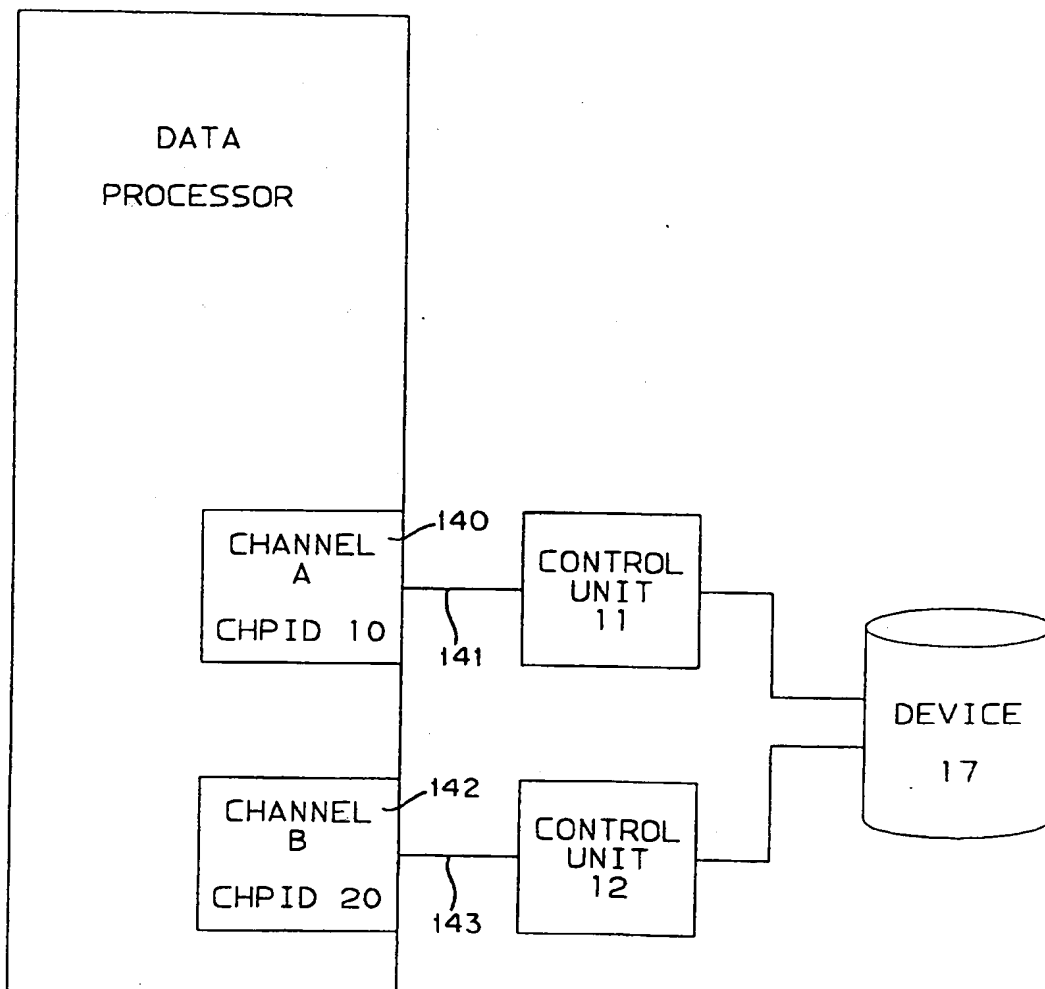 DATA
PROCESSOR
CHANNEL
A
CHPID 10
140
141
CONTROL
UNIT
11
DEVICE
17
CHANNEL
B
CHPID 20
142
143
CONTROL
UNIT
12